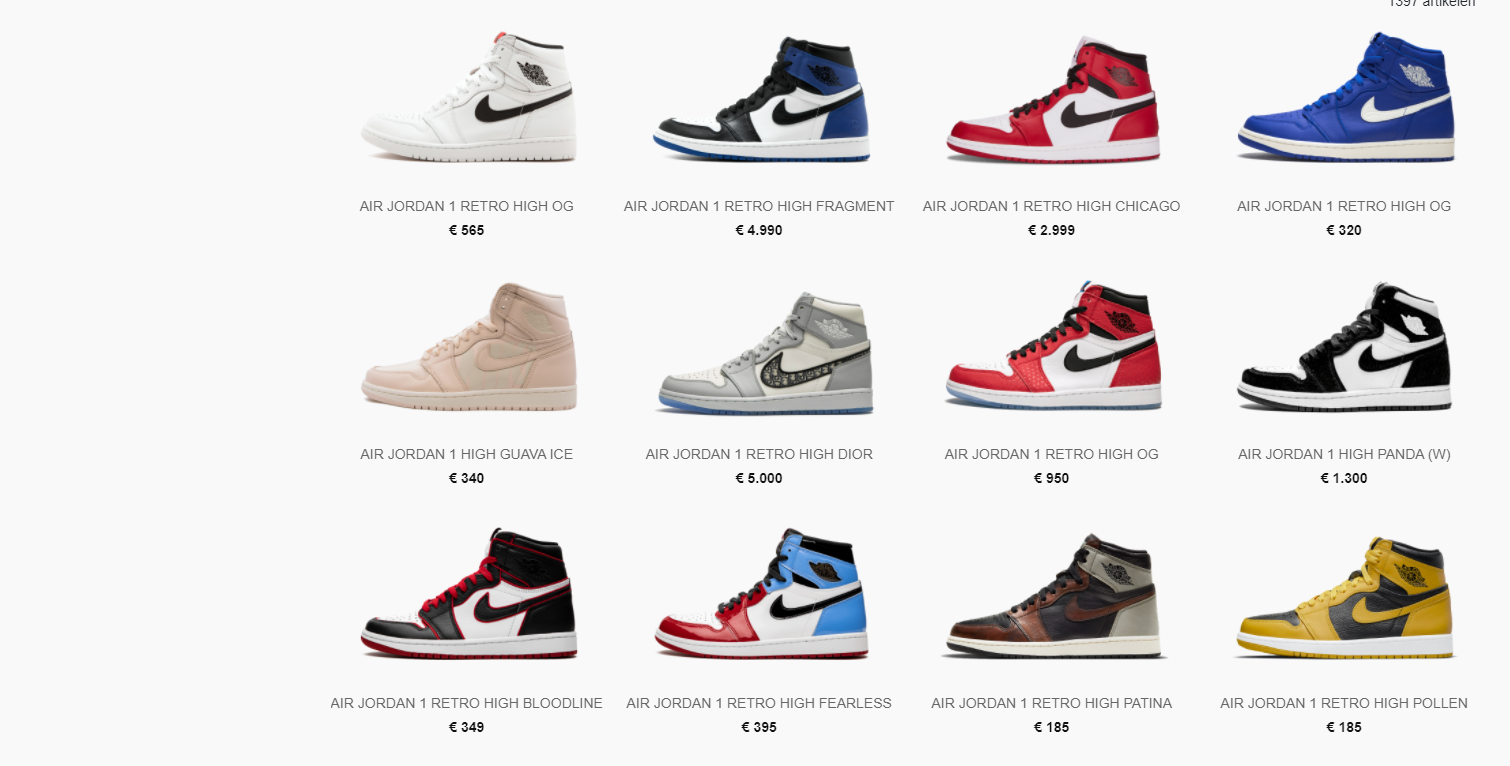 1397 artikelen
AIR JORDAN 1 RETRO HIGH OG
€ 565
AIR JORDAN 1 RETRO HIGH FRAGMENT
€ 4.990
AIR JORDAN 1 RETRO HIGH CHICAGO
€ 2.999
AIR JORDAN 1 RETRO HIGH OG
€ 320
AIR JORDAN 1 HIGH GUAVA ICE
€ 340
AIR JORDAN 1 RETRO HIGH DIOR
€ 5.000
AIR JORDAN 1 RETRO HIGH OG
€ 950
AIR JORDAN 1 HIGH PANDA (W)
€ 1.300
AIR JORDAN 1 RETRO HIGH BLOODLINE
€ 349
AIR JORDAN 1 RETRO HIGH FEARLESS
€ 395
AIR JORDAN 1 RETRO HIGH PATINA
€ 185
AIR JORDAN 1 RETRO HIGH POLLEN
€ 185